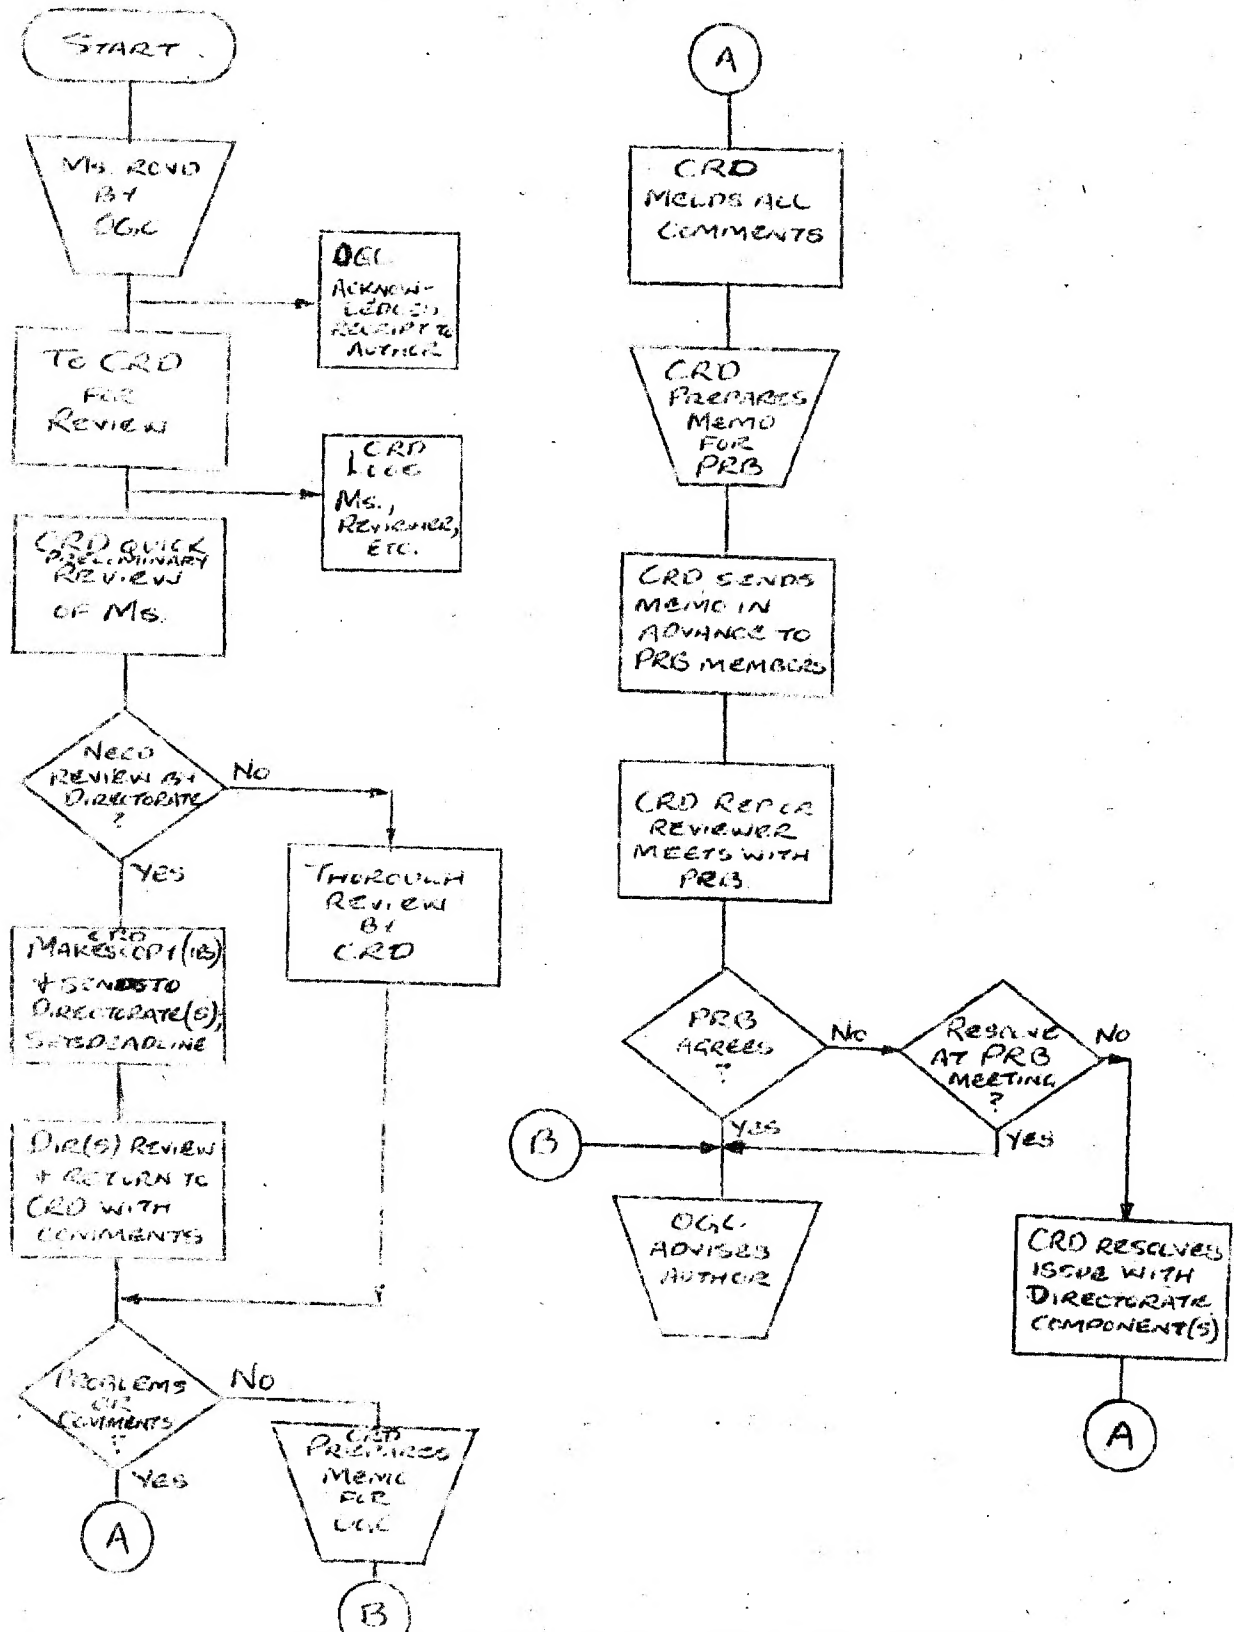 START
Ms. RCVD
BY
OGC
OGC
ACKNOW-
LEDGES
RECEIPT TO
AUTHER
TO CRD
FOR
REVIEW
CRD
LOGS
Ms.,
REVIEWER,
ETC.
CRD QUICK
PRELIMINARY
REVIEW
OF Ms.
NEED
REVIEW BY
DIRECTORATE
?
NO
YES
THOROUGH
REVIEW
BY
CRD
CRD
MAKES COPY(IES)
+ SENDS TO
DIRECTORATE(S),
SETS DEADLINE
DIR(S) REVIEW
+ RETURN TO
CRD WITH
COMMENTS
PROBLEMS
OR
COMMENTS
?
NO
YES
A
CRD
PREPARES
MEMO
FOR
OGC
B
A
CRD
MELDS ALL
COMMENTS
CRD
PREPARES
MEMO
FOR
PRB
CRD SENDS
MEMO IN
ADVANCE TO
PRB MEMBERS
CRD REP OR
REVIEWER
MEETS WITH
PRB
PRB
AGREES
?
NO
YES
RESOLVE
AT PRB
MEETING
?
NO
YES
B
OGC
ADVISES
AUTHOR
CRD RESOLVES
ISSUE WITH
DIRECTORATE
COMPONENT(S)
A